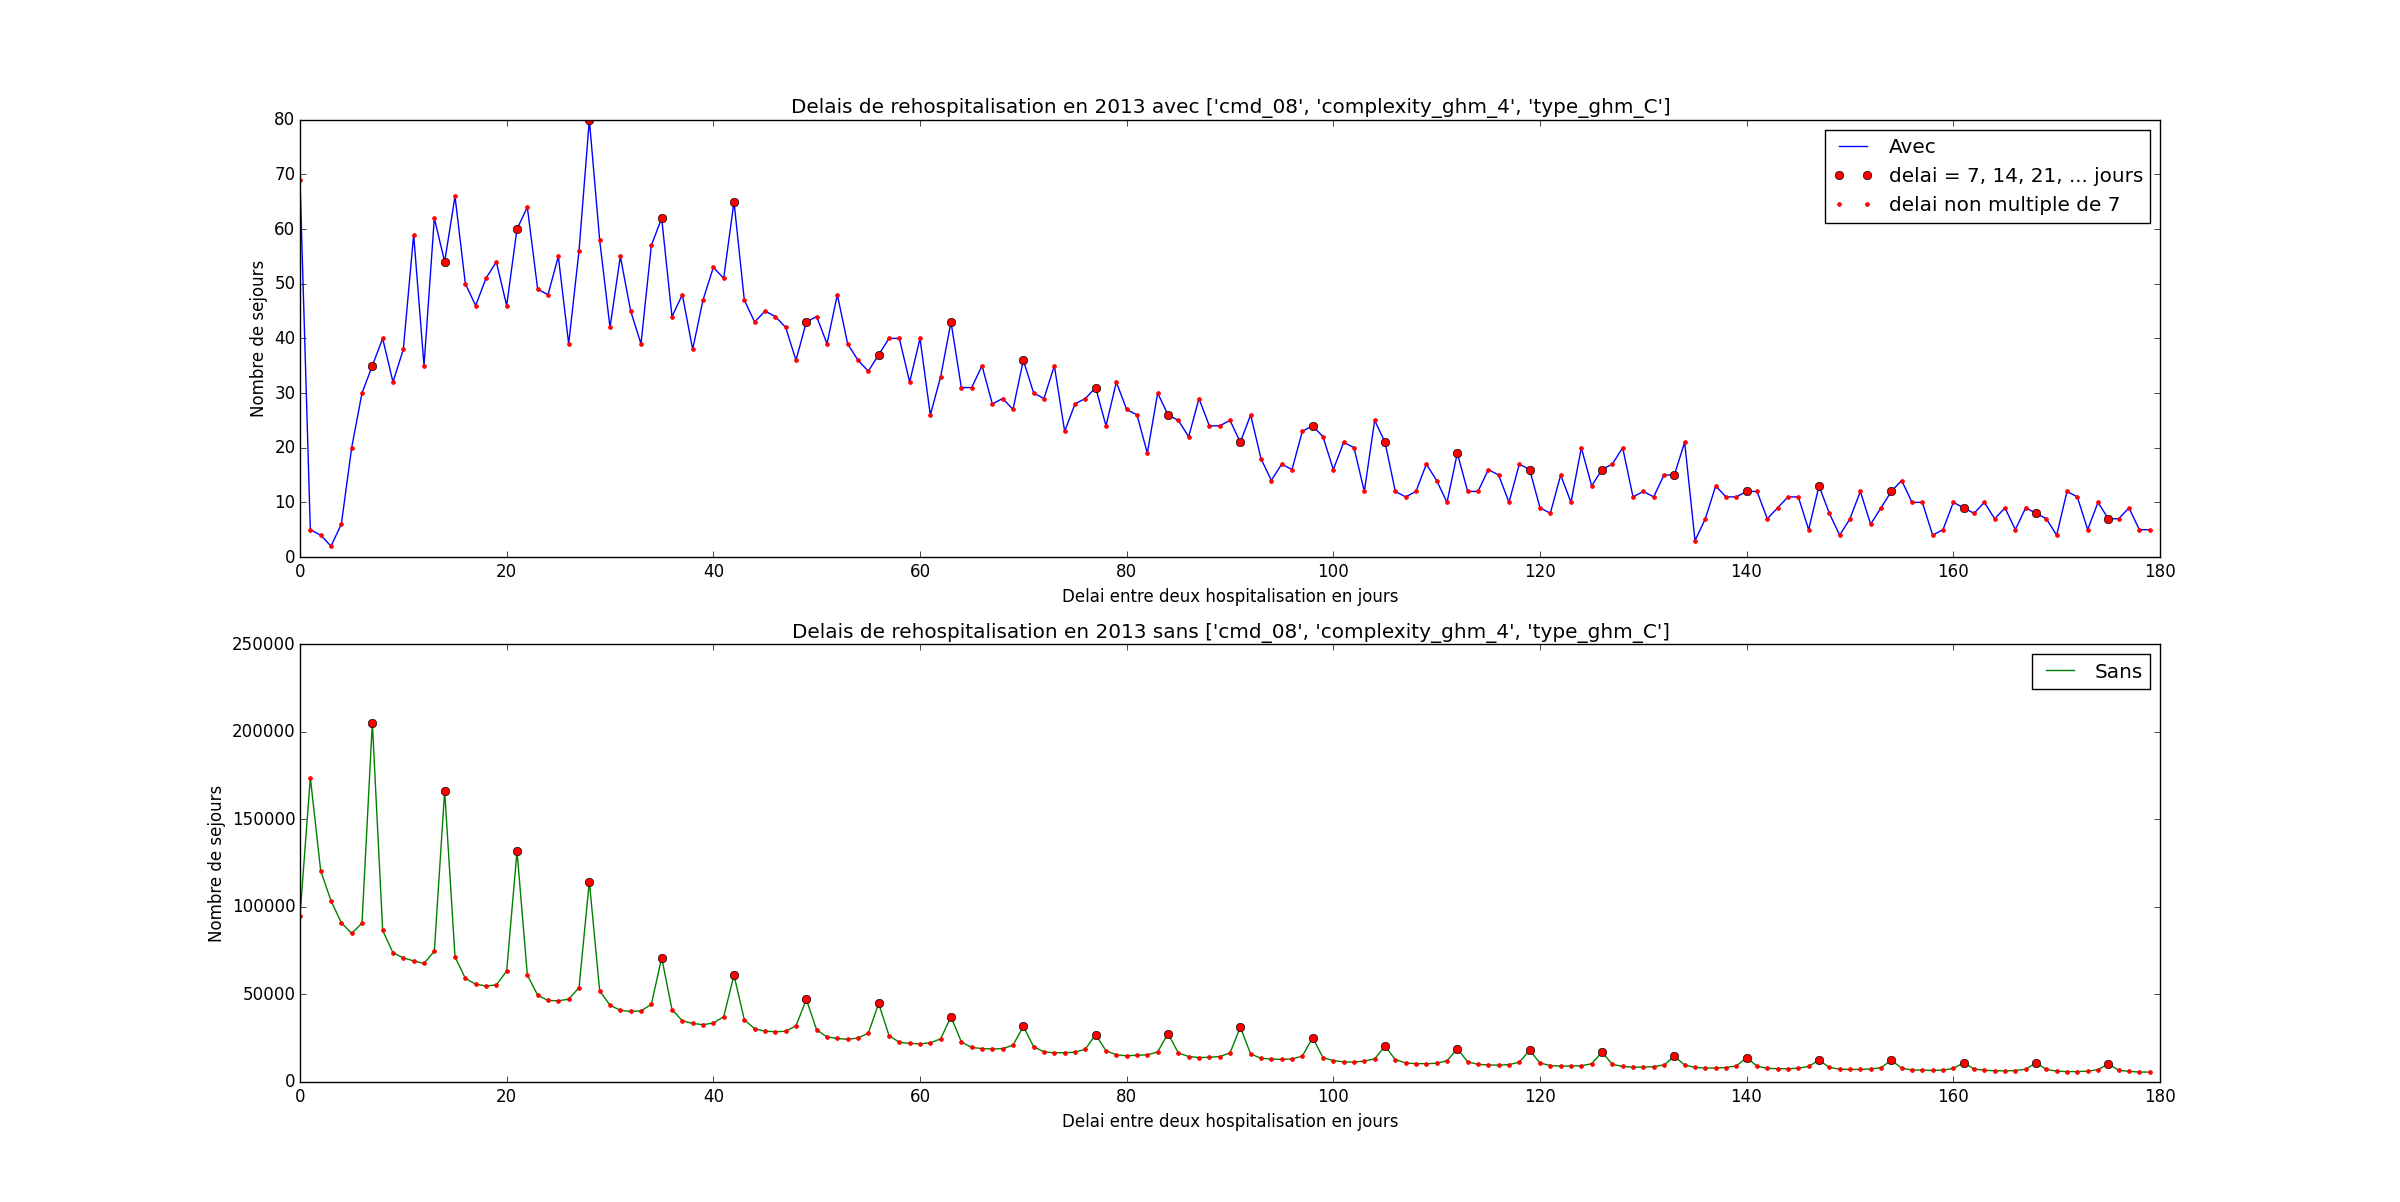 Delais de rehospitalisation en 2013 avec ['cmd_08', 'complexity_ghm_4', 'type_ghm_C']
80
70
60
50
40
30
20
10
0
Nombre de sejours
Avec
delai = 7, 14, 21, ... jours
delai non multiple de 7
0 20 40 60 80 100 120 140 160 180
Delai entre deux hospitalisation en jours
Delais de rehospitalisation en 2013 sans ['cmd_08', 'complexity_ghm_4', 'type_ghm_C']
250000
200000
150000
100000
50000
0
Nombre de sejours
Sans
0 20 40 60 80 100 120 140 160 180
Delai entre deux hospitalisation en jours